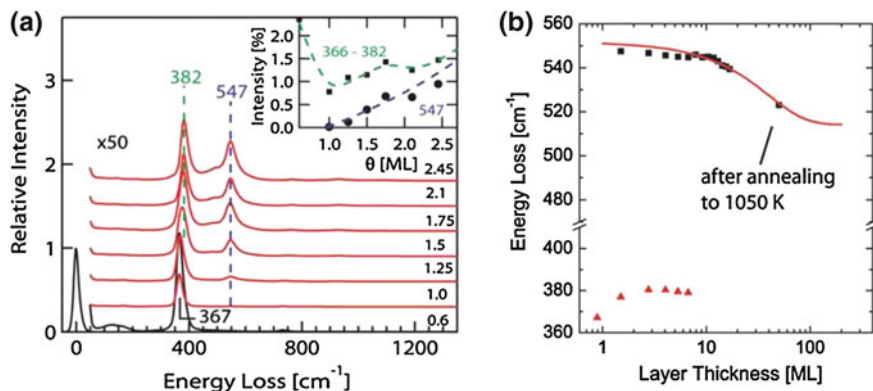 (a)
Relative Intensity
3
2
1
0
x50
382
547
367
2.45
2.1
1.75
1.5
1.25
1.0
0.6
0 400 800 1200
Energy Loss [cm⁻¹]
Intensity [%]
2.0
1.5
1.0
0.5
0.0
366 - 382
547
1.0 1.5 2.0 2.5
θ [ML]
(b)
Energy Loss [cm⁻¹]
560
540
520
500
480
400
380
360
after annealing
to 1050 K
1 10 100
Layer Thickness [ML]